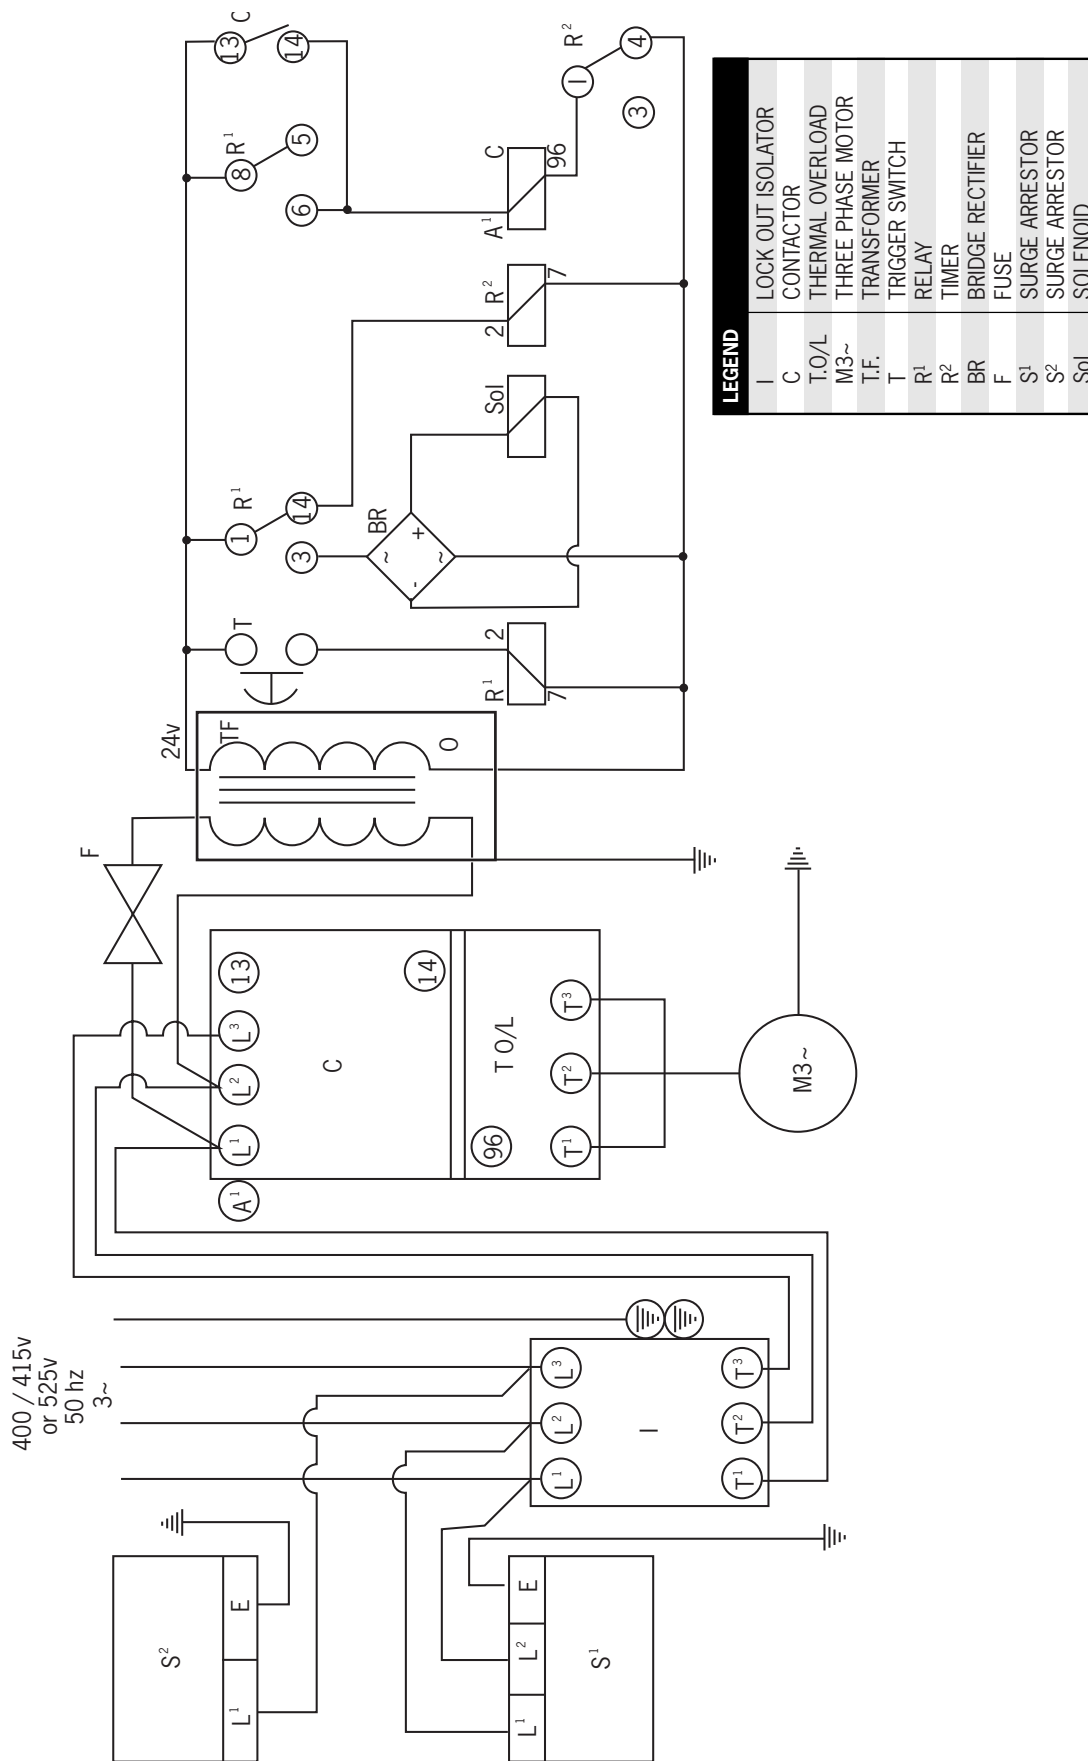 400 / 415v
or 525v
50 hz
3~
S²
L¹ E
L¹ L² E
S¹
L¹ L² L³
I
T¹ T² T³
A¹ L¹ L² L³ 13
C
14
96 T O/L
T¹ T² T³
M3~
F
24v
TF
O
T
R¹ 2
7
1 R¹
3 14
BR
~ +
- ~
Sol
2 R²
7
8 R¹
6 5
13 C
14
A¹ C
96
1 R²
3 4
LEGEND
I LOCK OUT ISOLATOR
C CONTACTOR
T.O/L THERMAL OVERLOAD
M3~ THREE PHASE MOTOR
T.F. TRANSFORMER
T TRIGGER SWITCH
R¹ RELAY
R² TIMER
BR BRIDGE RECTIFIER
F FUSE
S¹ SURGE ARRESTOR
S² SURGE ARRESTOR
Sol SOLENOID